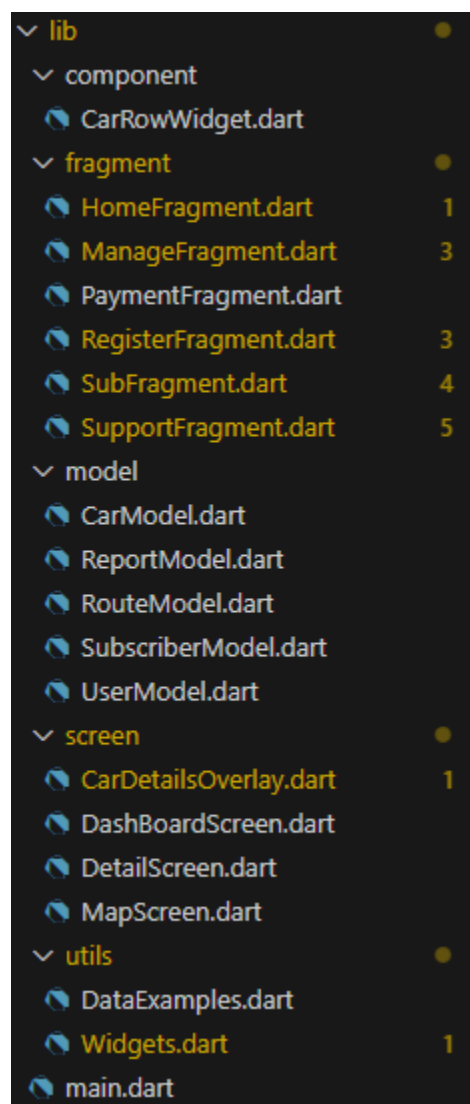 lib
component
CarRowWidget.dart
fragment
HomeFragment.dart 1
ManageFragment.dart 3
PaymentFragment.dart
RegisterFragment.dart 3
SubFragment.dart 4
SupportFragment.dart 5
model
CarModel.dart
ReportModel.dart
RouteModel.dart
SubscriberModel.dart
UserModel.dart
screen
CarDetailsOverlay.dart 1
DashBoardScreen.dart
DetailScreen.dart
MapScreen.dart
utils
DataExamples.dart
Widgets.dart 1
main.dart